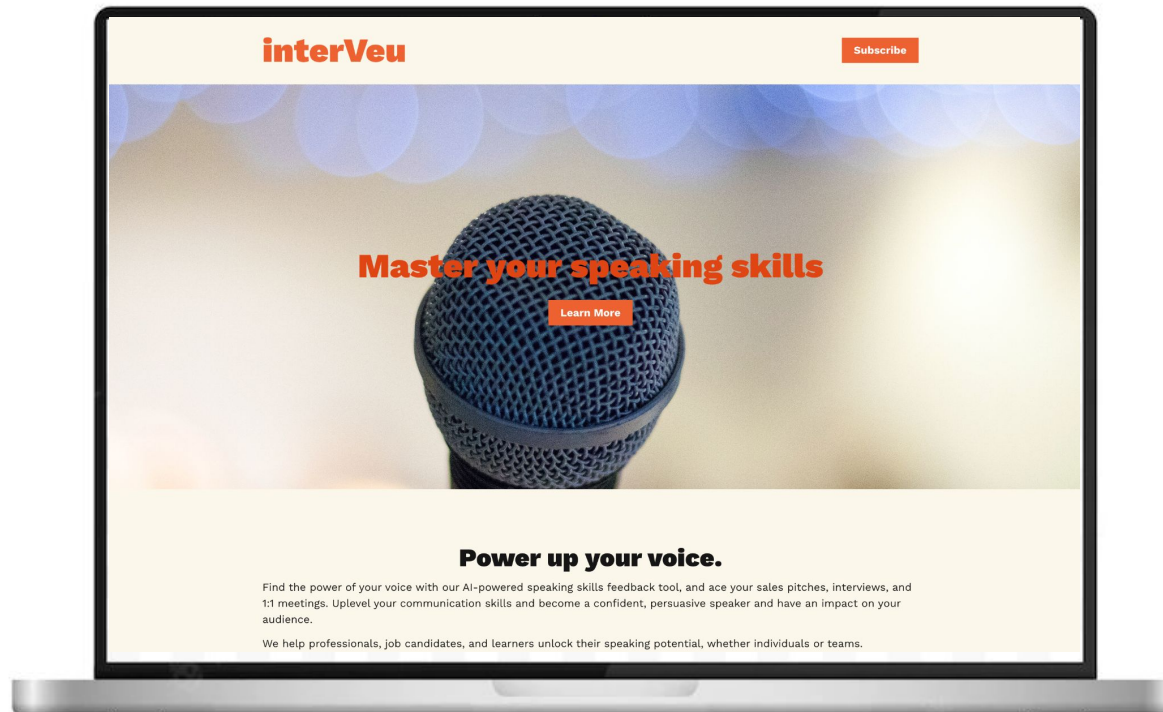 interVeu
Subscribe
Master your speaking skills
Learn More
Power up your voice.
Find the power of your voice with our AI-powered speaking skills feedback tool, and ace your sales pitches, interviews, and
1:1 meetings. Uplevel your communication skills and become a confident, persuasive speaker and have an impact on your
audience.
We help professionals, job candidates, and learners unlock their speaking potential, whether individuals or teams.